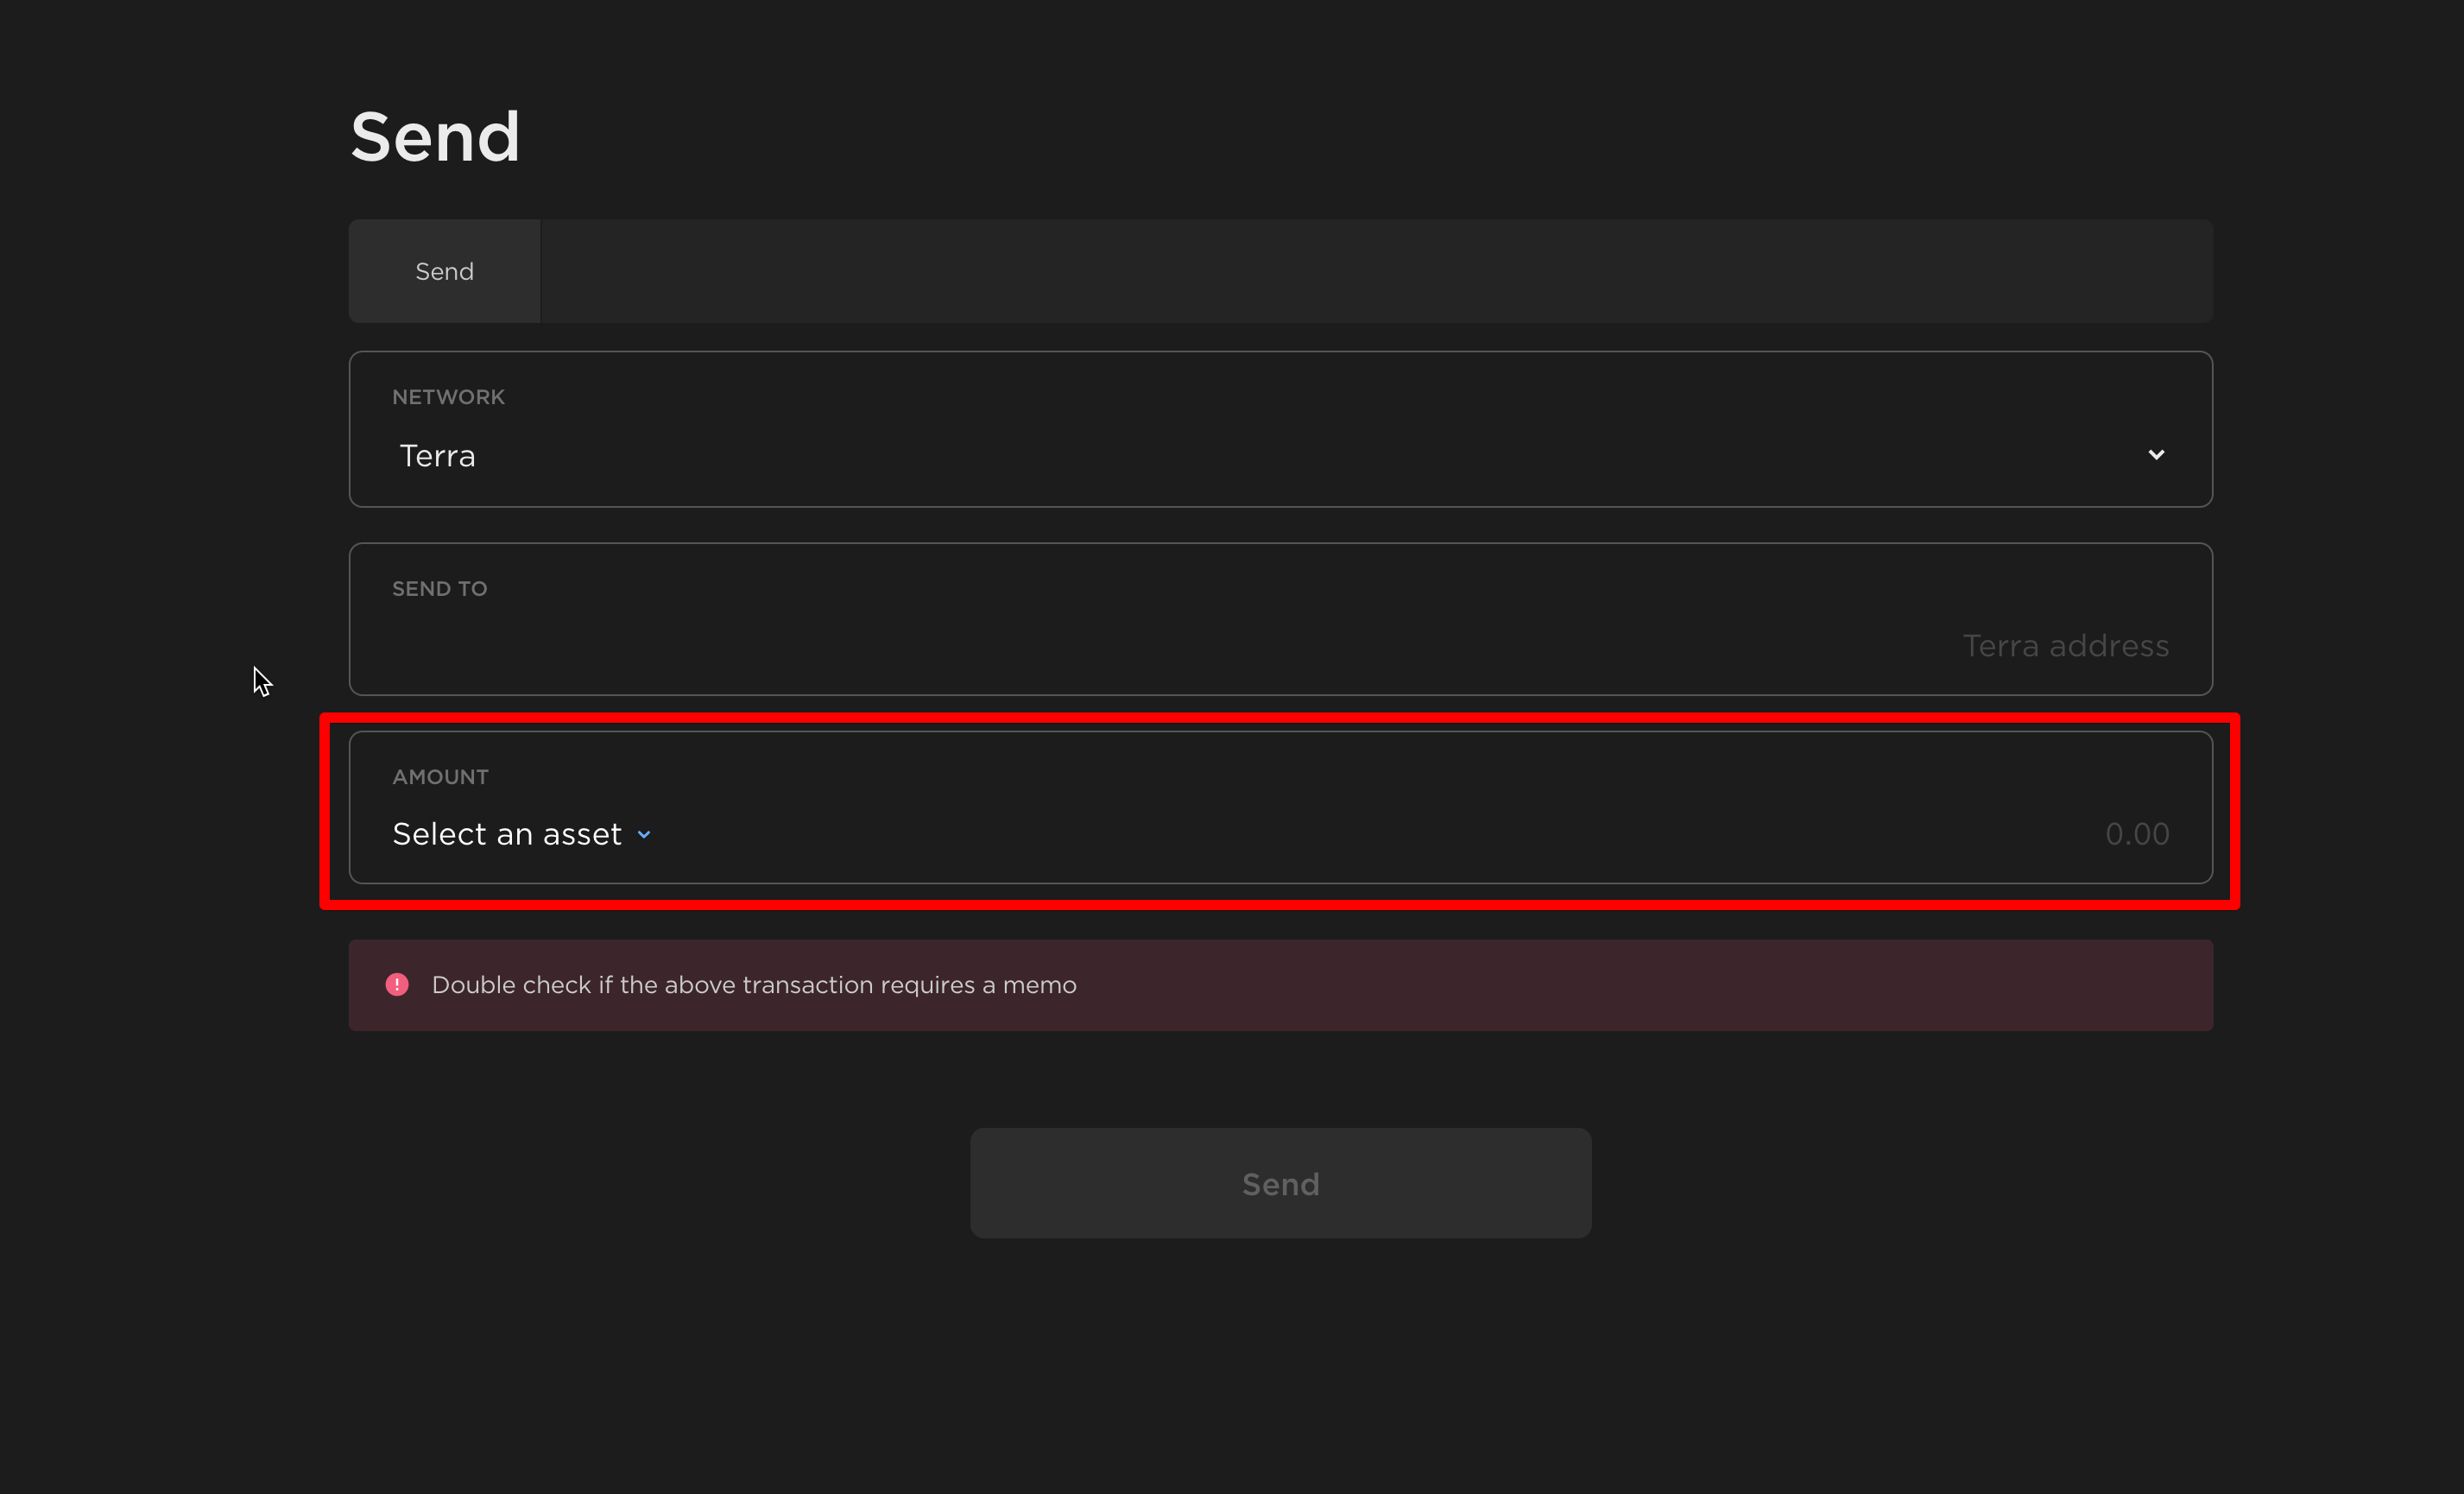 Send
Send
NETWORK
Terra
SEND TO
Terra address
AMOUNT
Select an asset 0.00
Double check if the above transaction requires a memo
Send